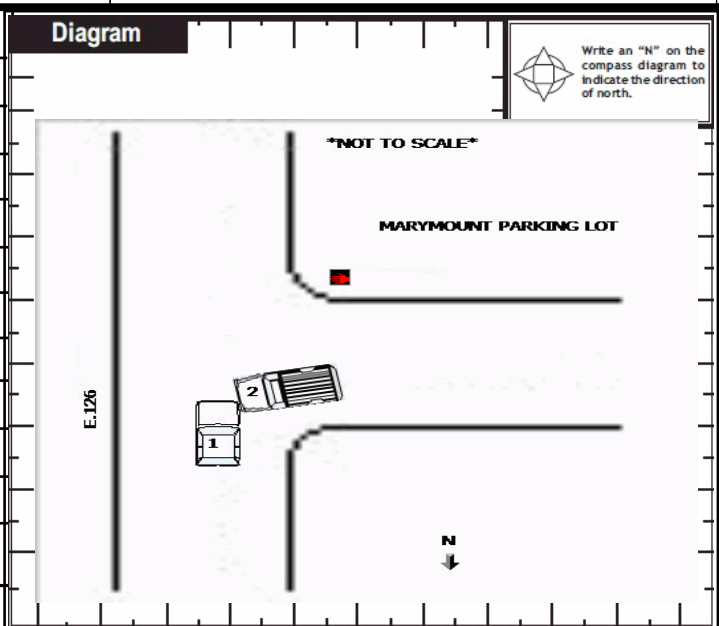 Diagram
Write an “N” on the
compass diagram to
indicate the direction
of north.
*NOT TO SCALE*
MARYMOUNT PARKING LOT
E.126
2
1
N